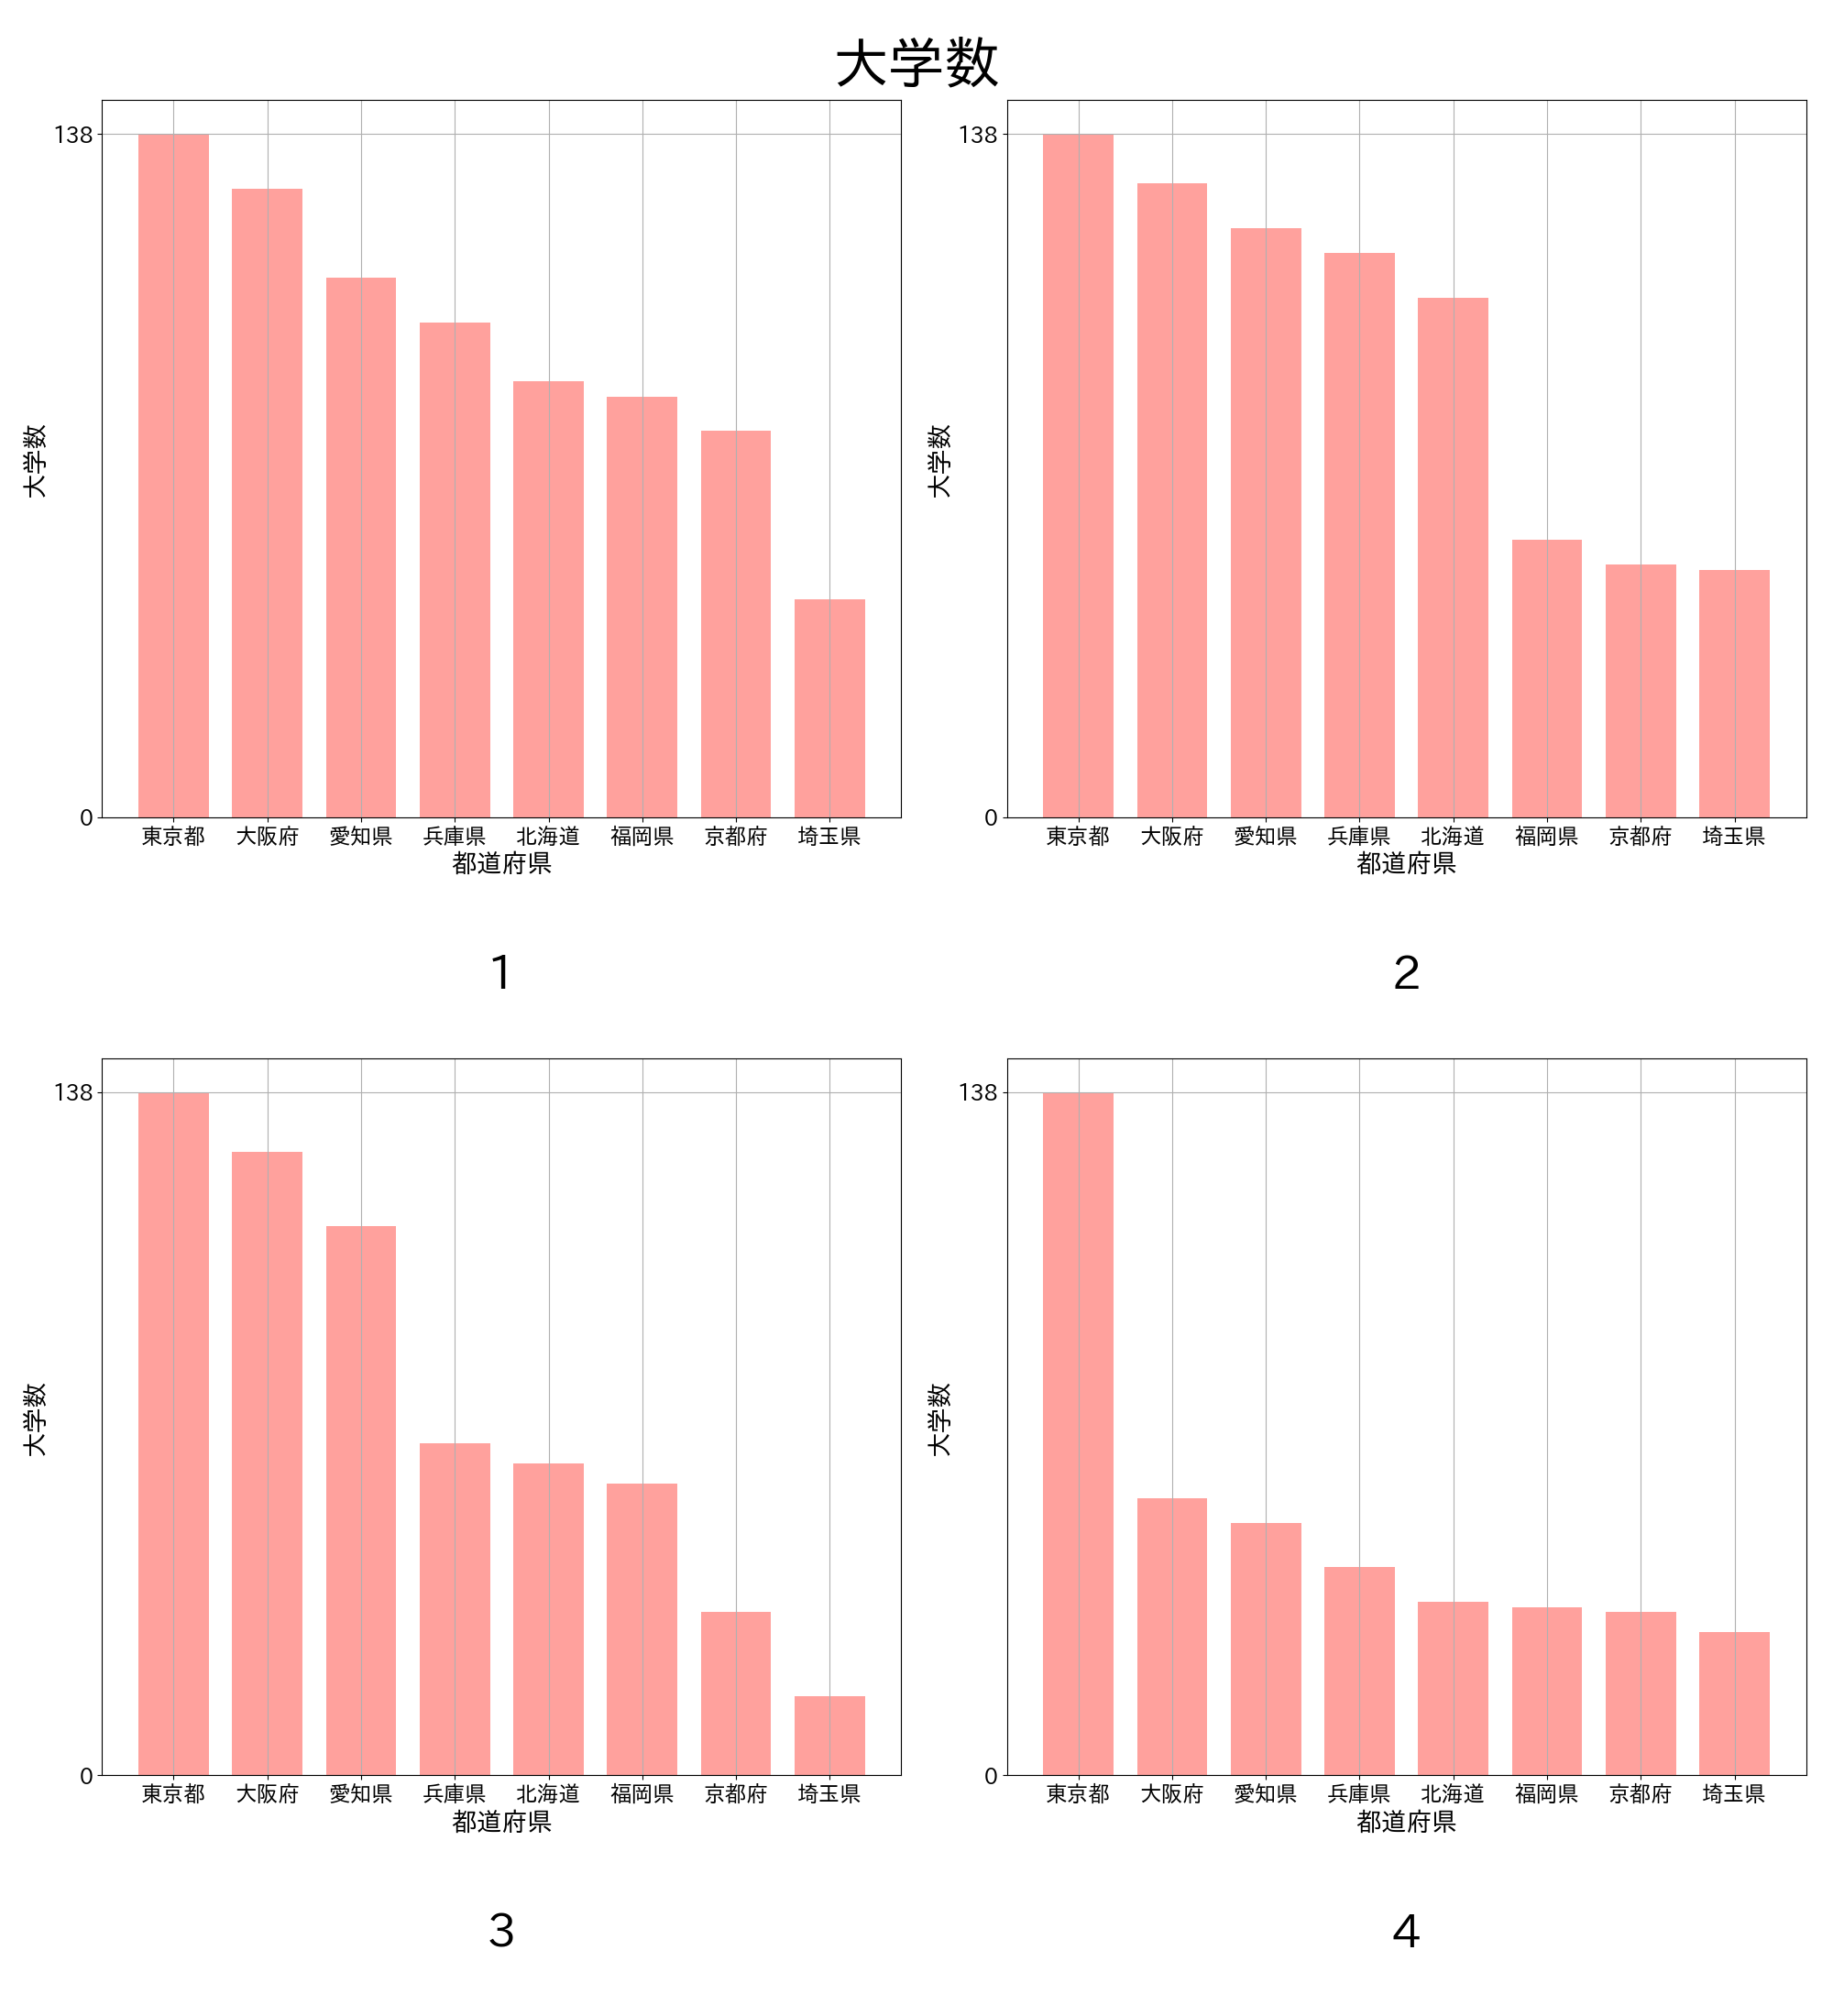 大学数
138
0
大学数
東京都 大阪府 愛知県 兵庫県 北海道 福岡県 京都府 埼玉県
都道府県
1
138
0
大学数
東京都 大阪府 愛知県 兵庫県 北海道 福岡県 京都府 埼玉県
都道府県
2
138
0
大学数
東京都 大阪府 愛知県 兵庫県 北海道 福岡県 京都府 埼玉県
都道府県
3
138
0
大学数
東京都 大阪府 愛知県 兵庫県 北海道 福岡県 京都府 埼玉県
都道府県
4